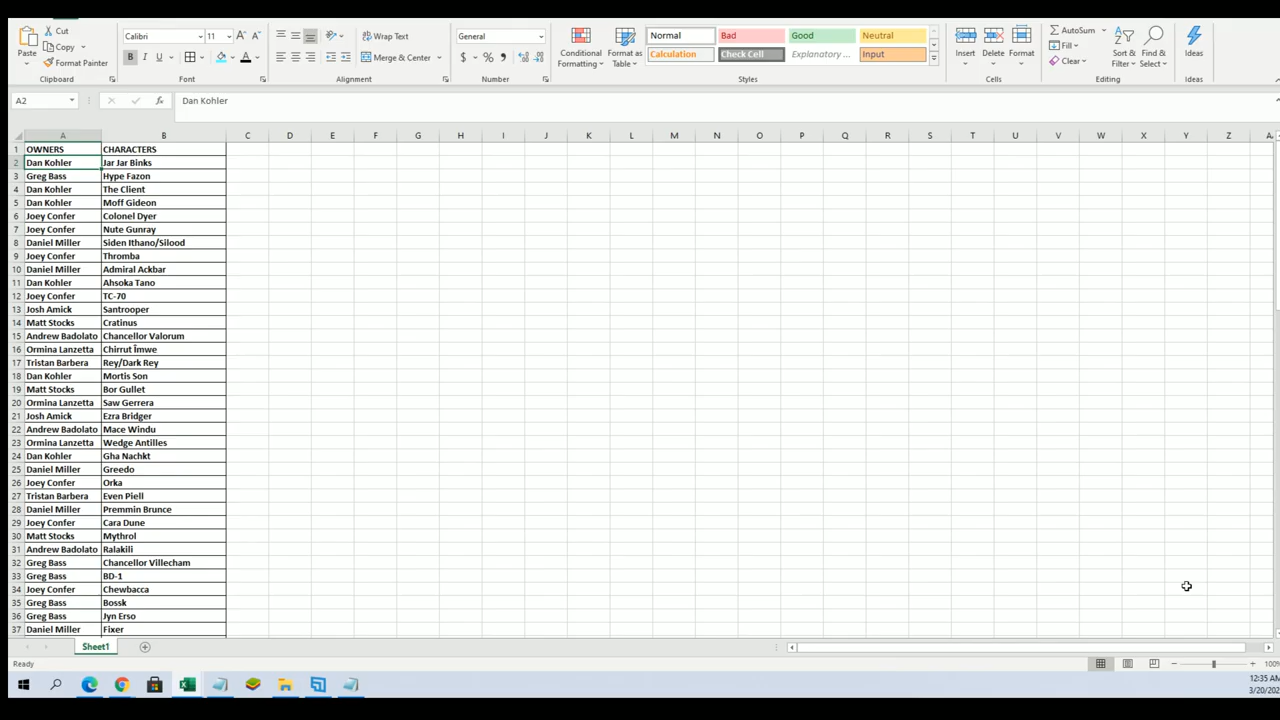 Cut
Copy
Format Painter
Paste
Clipboard
Calibri 11 A A
B I U A
Font
Wrap Text
Merge & Center
Alignment
General
$ % ,
Number
Conditional Formatting
Format as Table
Normal Bad Good Neutral
Calculation Check Cell Explanatory ... Input
Styles
Insert Delete Format
Cells
AutoSum
Fill
Clear
Sort & Filter
Find & Select
Editing
Ideas
Ideas
A2 fx Dan Kohler
A B C D E F G H I J K L M N O P Q R S T U V W X Y Z
1 OWNERS CHARACTERS
2 Dan Kohler Jar Jar Binks
3 Greg Bass Hype Fazon
4 Dan Kohler The Client
5 Dan Kohler Moff Gideon
6 Joey Confer Colonel Dyer
7 Joey Confer Nute Gunray
8 Daniel Miller Siden Ithano/Silood
9 Joey Confer Thromba
10 Daniel Miller Admiral Ackbar
11 Dan Kohler Ahsoka Tano
12 Joey Confer TC-70
13 Josh Amick Santrooper
14 Matt Stocks Cratinus
15 Andrew Badolato Chancellor Valorum
16 Ormina Lanzetta Chirrut Îmwe
17 Tristan Barbera Rey/Dark Rey
18 Dan Kohler Mortis Son
19 Matt Stocks Bor Gullet
20 Ormina Lanzetta Saw Gerrera
21 Josh Amick Ezra Bridger
22 Andrew Badolato Mace Windu
23 Ormina Lanzetta Wedge Antilles
24 Dan Kohler Gha Nachkt
25 Daniel Miller Greedo
26 Joey Confer Orka
27 Tristan Barbera Even Piell
28 Daniel Miller Premmin Brunce
29 Joey Confer Cara Dune
30 Matt Stocks Mythrol
31 Andrew Badolato Ralakili
32 Greg Bass Chancellor Villecham
33 Greg Bass BD-1
34 Joey Confer Chewbacca
35 Greg Bass Bossk
36 Greg Bass Jyn Erso
37 Daniel Miller Fixer
Sheet1
Ready
100%
12:35 AM